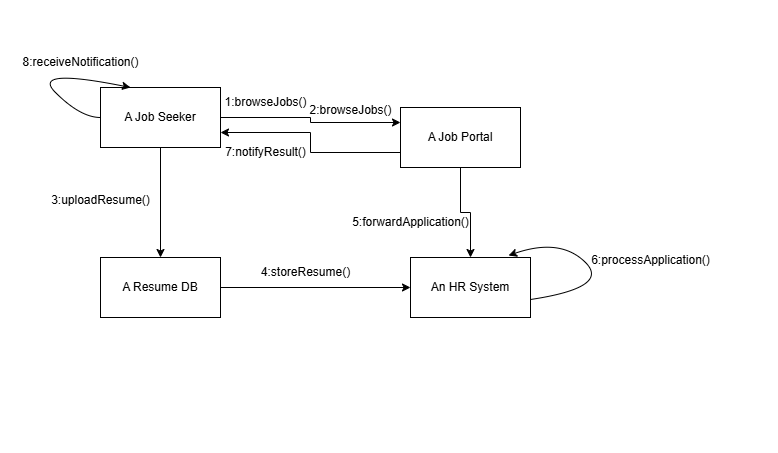 8:receiveNotification()
1:browseJobs()
2:browseJobs()
A Job Seeker
A Job Portal
7:notifyResult()
3:uploadResume()
5:forwardApplication()
6:processApplication()
4:storeResume()
A Resume DB
An HR System